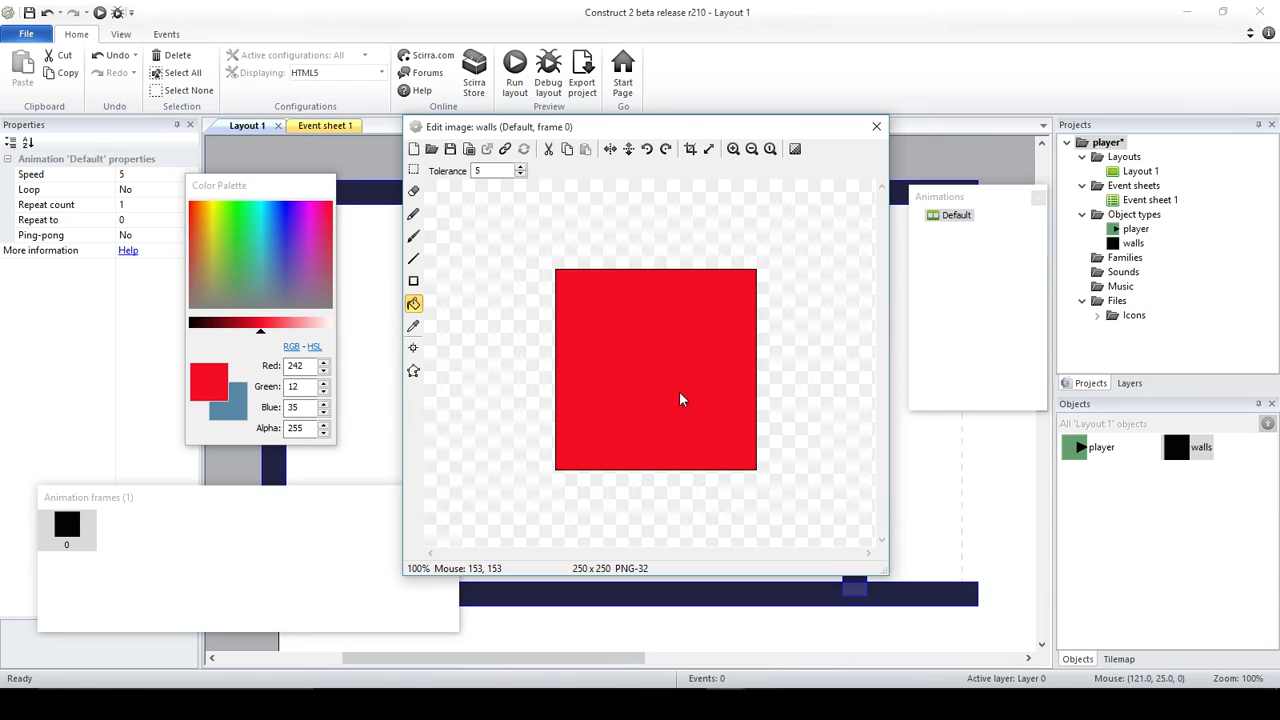 Construct 2 beta release r210 - Layout 1
File
Home
View
Events
Paste
Cut
Copy
Clipboard
Undo
Redo
Undo
Delete
Select All
Select None
Selection
Active configurations: All
Displaying: HTML5
Configurations
Scirra.com
Forums
Help
Scirra Store
Online
Run layout
Debug layout
Export project
Preview
Start Page
Go
Properties
Animation 'Default' properties
Speed 5
Loop No
Repeat count 1
Repeat to 0
Ping-pong No
More information Help
Layout 1
Event sheet 1
Color Palette
RGB - HSL
Red: 242
Green: 12
Blue: 35
Alpha: 255
Animation frames (1)
0
Edit image: walls (Default, frame 0)
Tolerance 5
100% Mouse: 153, 153 250 x 250 PNG-32
Animations
Default
Projects
player*
Layouts
Layout 1
Event sheets
Event sheet 1
Object types
player
walls
Families
Sounds
Music
Files
Icons
Projects
Layers
Objects
All 'Layout 1' objects
player
walls
Objects
Tilemap
Ready
Events: 0
Active layer: Layer 0
Mouse: (121.0, 25.0, 0)
Zoom: 100%